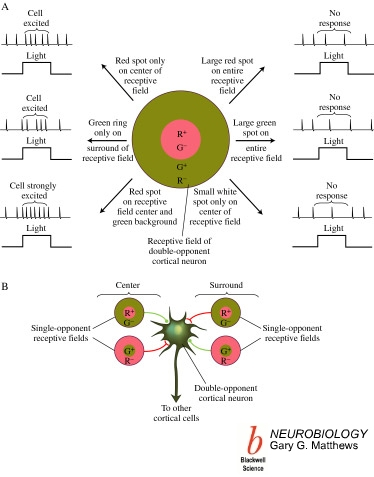 A
Cell
excited
Light
Red spot only
on center of
receptive
field
Large red spot
on entire
receptive field
No
response
Light
Cell
excited
Light
Green ring
only on
surround of
receptive field
R+
G−
G+
R−
Large green
spot on
entire
receptive field
No
response
Light
Cell strongly
excited
Light
Red spot
on receptive
field center and
green background
Small white
spot only on
center of
receptive field
No
response
Light
Receptive field of
double-opponent
cortical neuron
B
Center
Surround
R+
G−
R+
G−
Single-opponent
receptive fields
Single-opponent
receptive fields
G+
R−
G+
R−
Double-opponent
cortical neuron
To other
cortical cells
b
Blackwell
Science
NEUROBIOLOGY
Gary G. Matthews